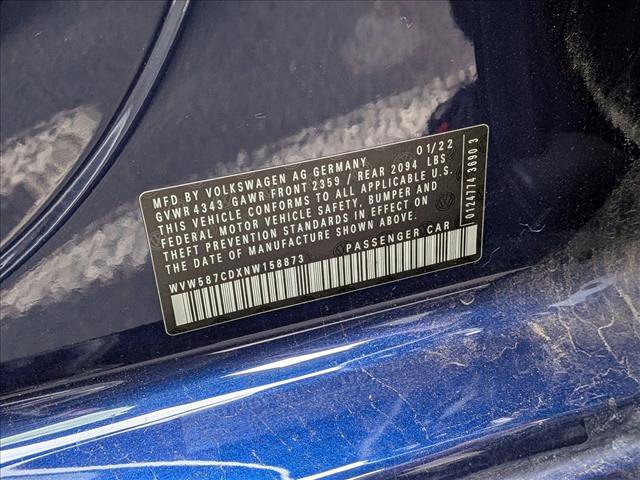 MFD BY VOLKSWAGEN AG GERMANY 01/22
GVWR 4343 GAWR FRONT 2359 / REAR 2094 LBS
THIS VEHICLE CONFORMS TO ALL APPLICABLE U.S.
FEDERAL MOTOR VEHICLE SAFETY, BUMPER AND
THEFT PREVENTION STANDARDS IN EFFECT ON
THE DATE OF MANUFACTURE SHOWN ABOVE.
WVW587CDXNW158873 PASSENGER CAR
0124774 3690 3